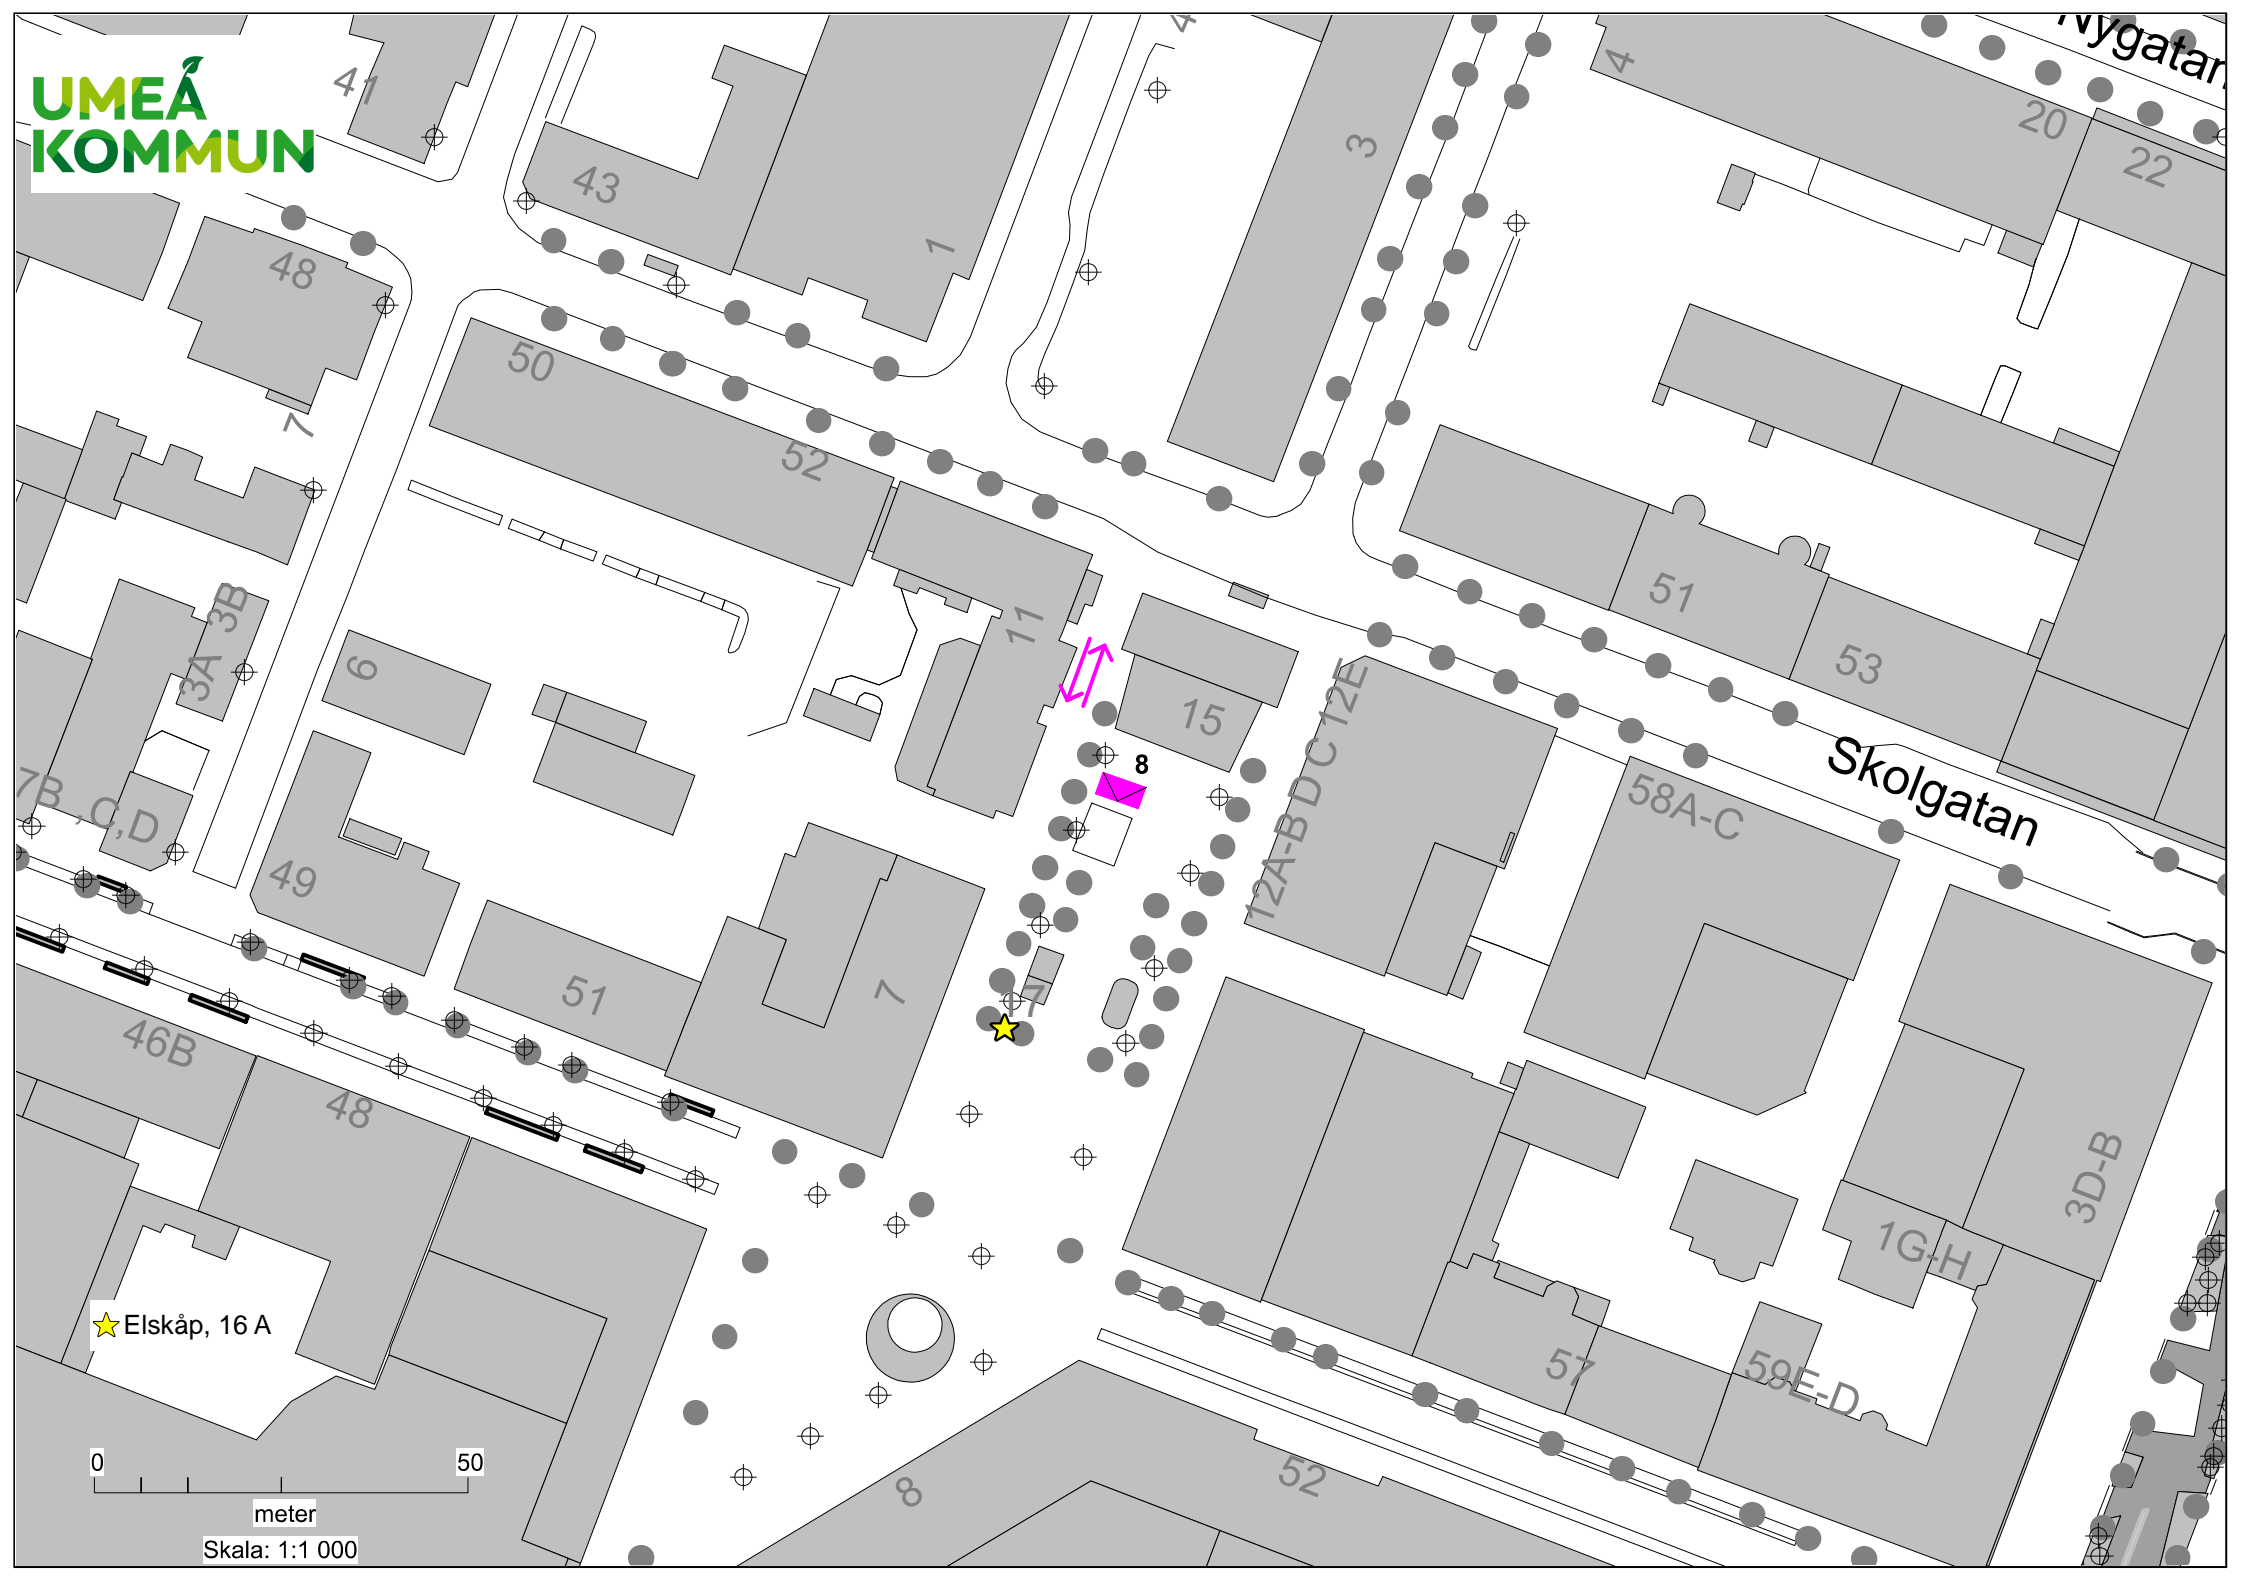 Nygatan
4
41
4
UMEÅ
KOMMUN
20
22
3
43
1
48
50
7
52
51
3B
11
6
53
3A
12A-B D C 12E
15
Skolgatan
8
7B ,C,D
58A-C
49
51
7
17
46B
48
3D-B
1G-H
Elskåp, 16 A
57
59E-D
0
50
52
8
meter
Skala: 1:1 000